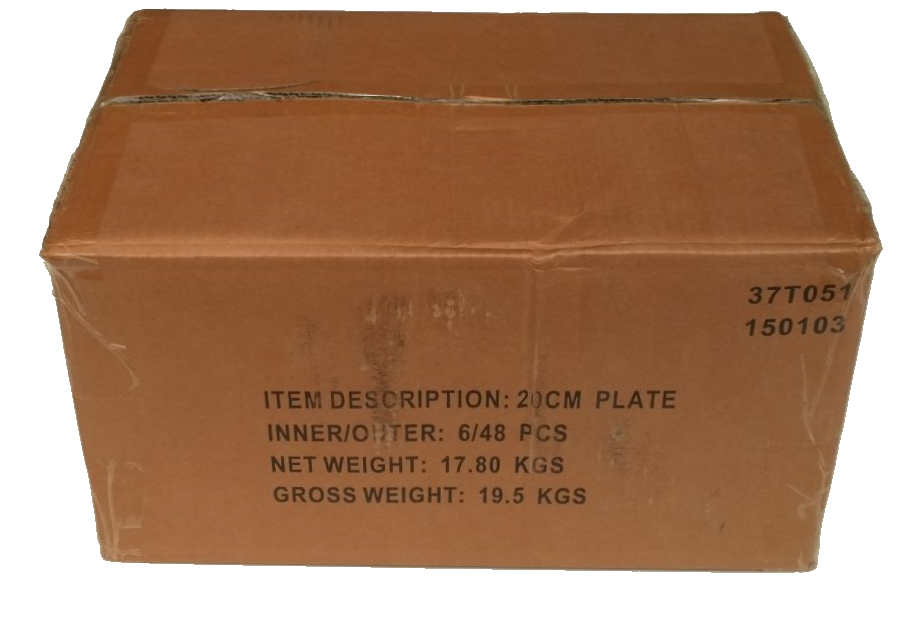 37T051
150103
ITEM DESCRIPTION: 20CM PLATE
INNER/OUTER: 6/48 PCS
NET WEIGHT: 17.80 KGS
GROSS WEIGHT: 19.5 KGS